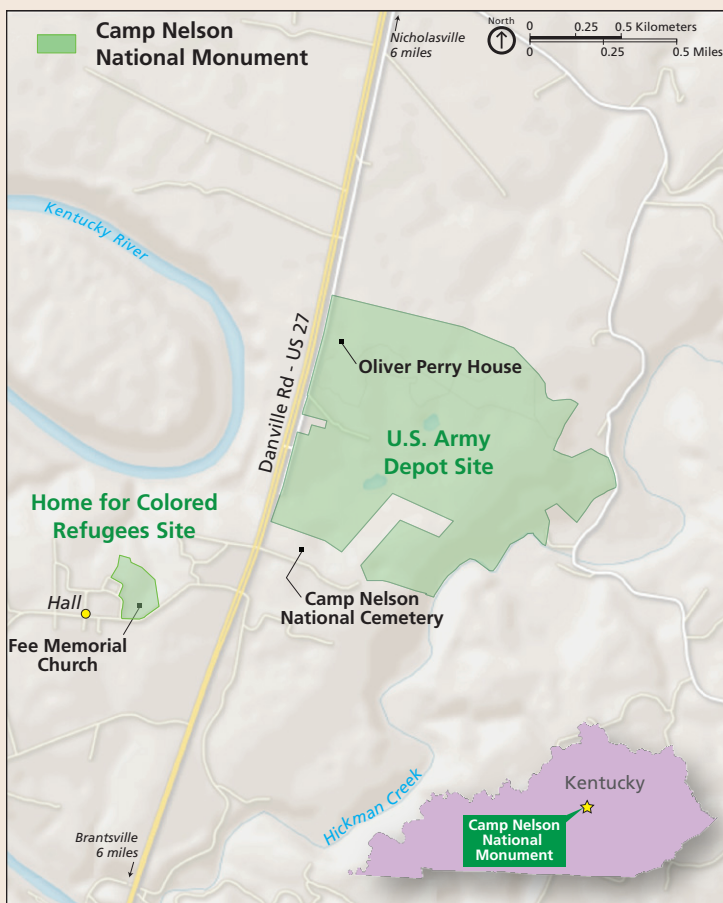 Camp Nelson
National Monument
Nicholasville
6 miles
North
0 0.25 0.5 Kilometers
0 0.25 0.5 Miles
Kentucky River
Danville Rd - US 27
Oliver Perry House
U.S. Army
Depot Site
Home for Colored
Refugees Site
Hall
Fee Memorial
Church
Camp Nelson
National Cemetery
Hickman Creek
Brantsville
6 miles
Kentucky
Camp Nelson
National
Monument